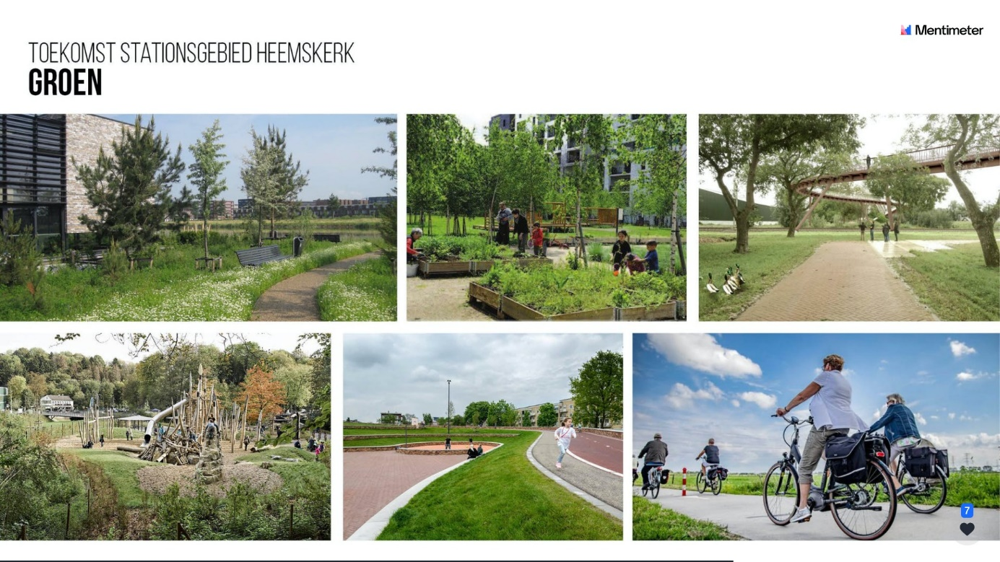 Mentimeter
TOEKOMST STATIONSGEBIED HEEMSKERK
GROEN
7